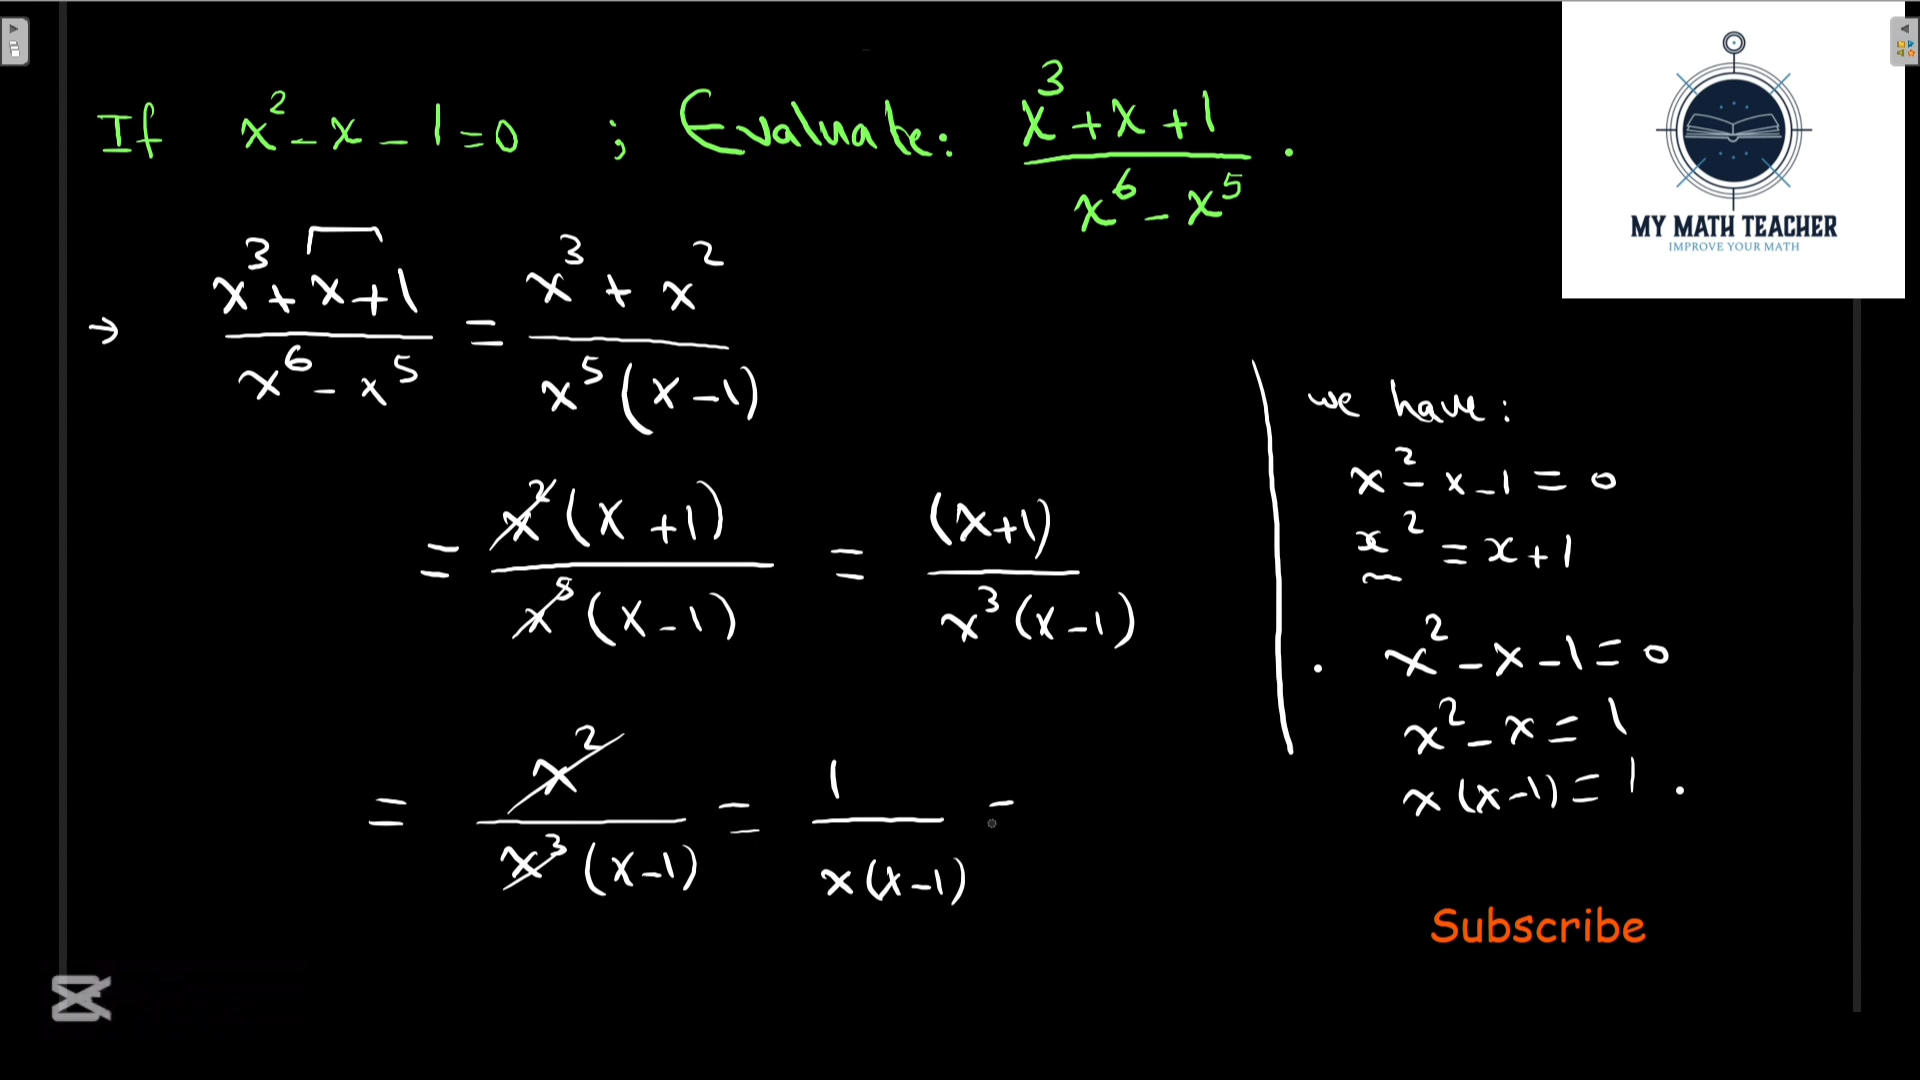 If x² - x - 1 = 0 ; Evaluate: (x³ + x + 1)/(x⁶ - x⁵) .
MY MATH TEACHER
IMPROVE YOUR MATH
→ (x³ + x + 1)/(x⁶ - x⁵) = (x³ + x²)/(x⁵(x - 1))
= (x²(x + 1))/(x⁵(x - 1)) = (x+1)/(x³(x - 1))
= x²/(x³(x-1)) = 1/(x(x-1)) =
we have:
x² - x - 1 = 0
x² = x + 1
. x² - x - 1 = 0
x² - x = 1
x(x-1) = 1 .
Subscribe